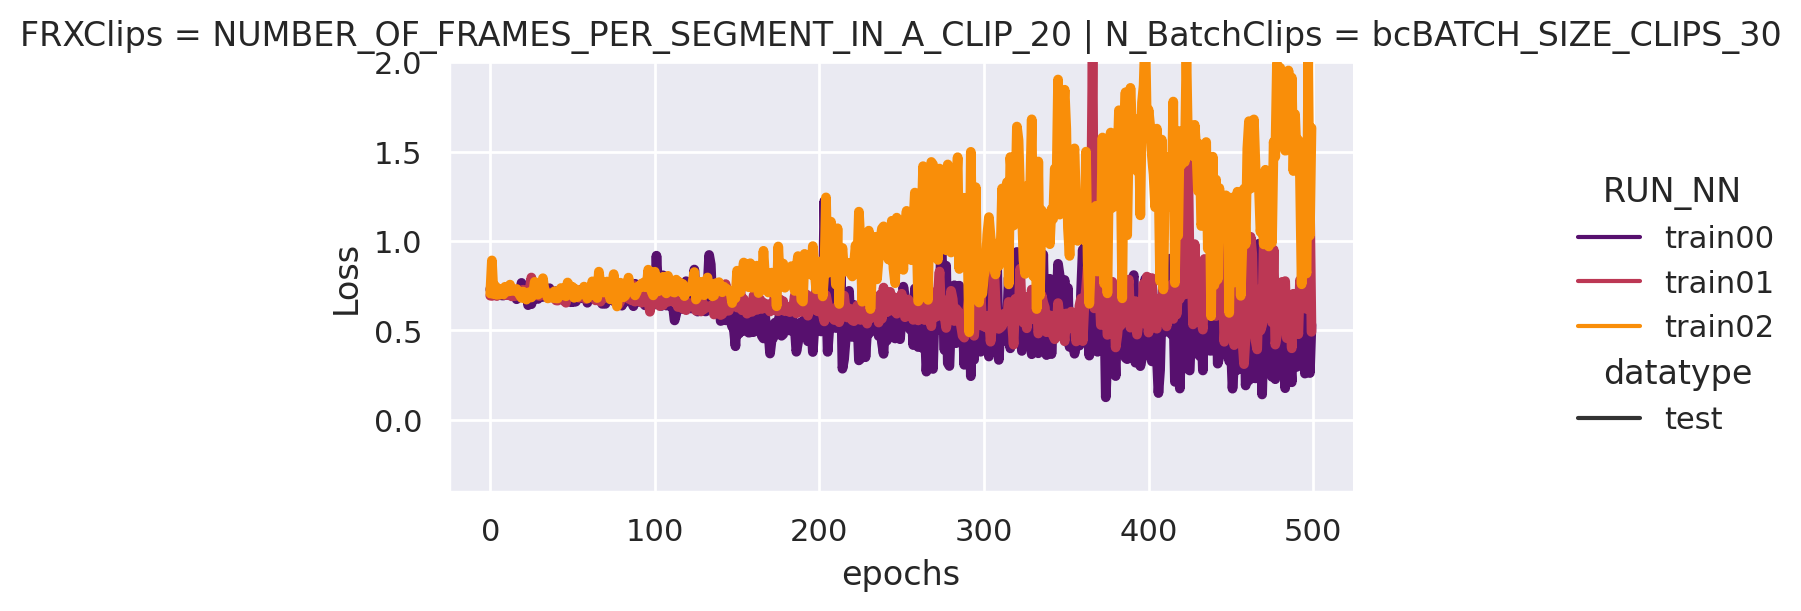 FRXClips = NUMBER_OF_FRAMES_PER_SEGMENT_IN_A_CLIP_20 | N_BatchClips = bcBATCH_SIZE_CLIPS_30
2.0
1.5
1.0
0.5
0.0
Loss
0 100 200 300 400 500
epochs
RUN_NN
train00
train01
train02
datatype
test